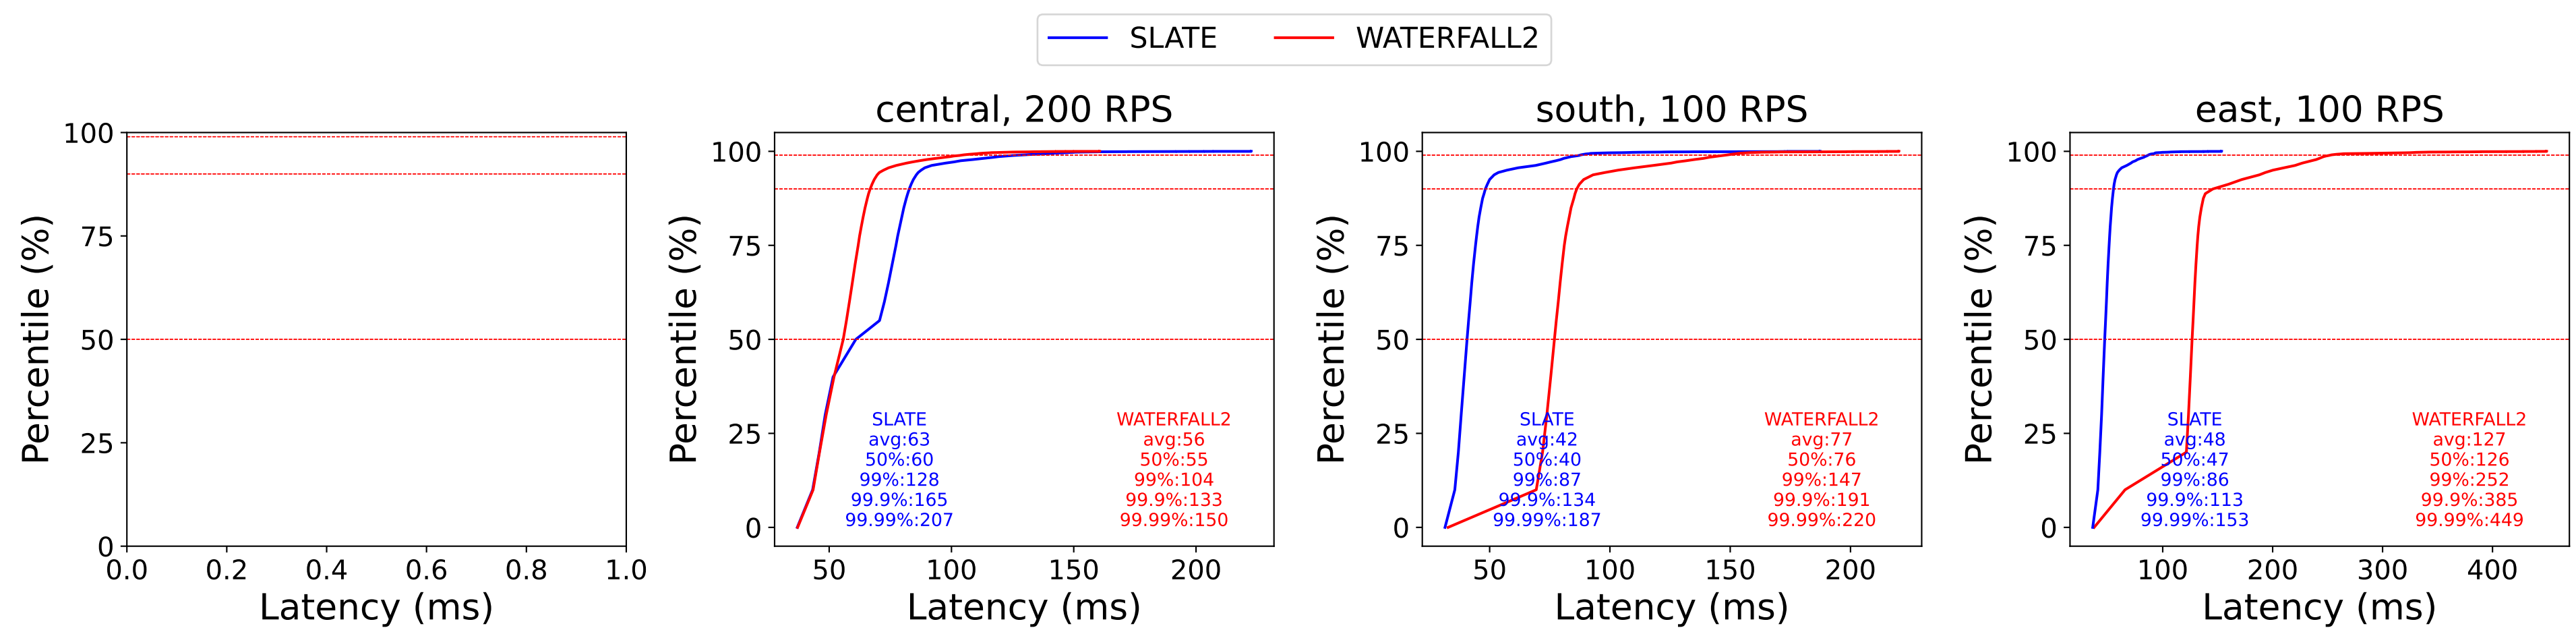 SLATE WATERFALL2
Percentile (%)
100
75
50
25
0
0.0 0.2 0.4 0.6 0.8 1.0
Latency (ms)
central, 200 RPS
Percentile (%)
100
75
50
25
0
SLATE
avg:63
50%:60
99%:128
99.9%:165
99.99%:207
WATERFALL2
avg:56
50%:55
99%:104
99.9%:133
99.99%:150
50 100 150 200
Latency (ms)
south, 100 RPS
Percentile (%)
100
75
50
25
0
SLATE
avg:42
50%:40
99%:87
99.9%:134
99.99%:187
WATERFALL2
avg:77
50%:76
99%:147
99.9%:191
99.99%:220
50 100 150 200
Latency (ms)
east, 100 RPS
Percentile (%)
100
75
50
25
0
SLATE
avg:48
50%:47
99%:86
99.9%:113
99.99%:153
WATERFALL2
avg:127
50%:126
99%:252
99.9%:385
99.99%:449
100 200 300 400
Latency (ms)